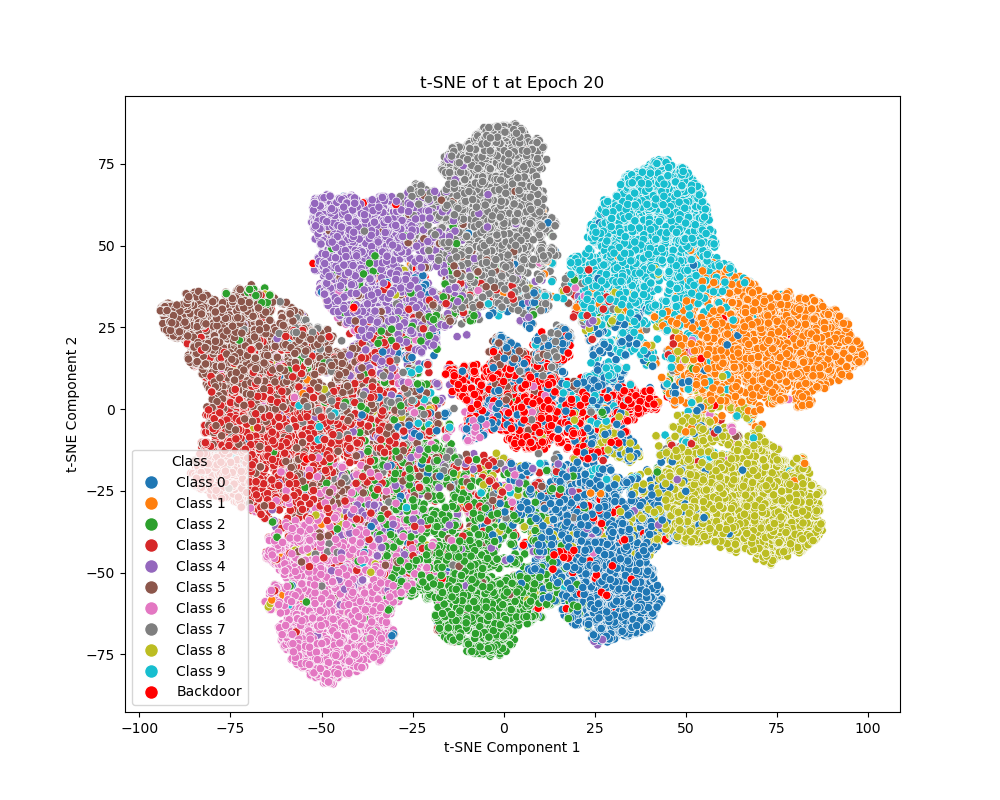 t-SNE of t at Epoch 20
t-SNE Component 2
75
50
25
0
−25
−50
−75
Class
Class 0
Class 1
Class 2
Class 3
Class 4
Class 5
Class 6
Class 7
Class 8
Class 9
Backdoor
−100 −75 −50 −25 0 25 50 75 100
t-SNE Component 1